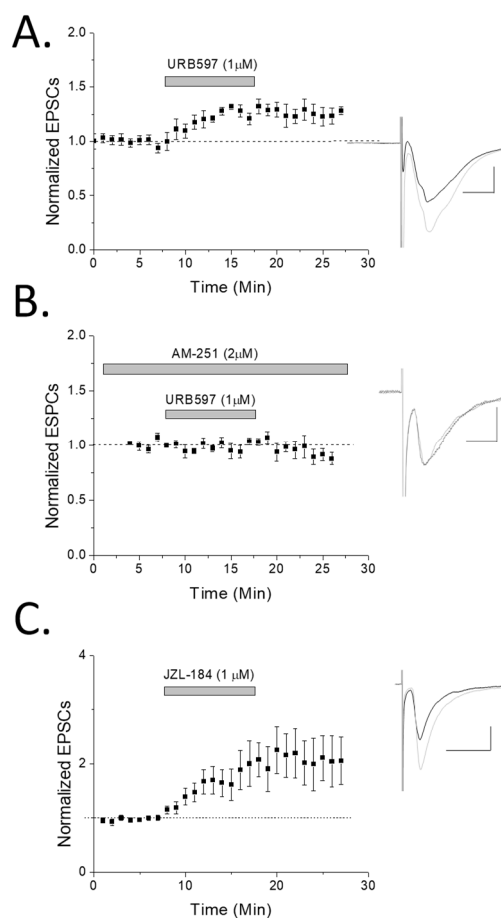 A.
URB597 (1µM)
Normalized EPSCs
2.0
1.5
1.0
0.5
0.0
0 5 10 15 20 25 30
Time (Min)
B.
AM-251 (2µM)
URB597 (1µM)
Normalized ESPCs
2.0
1.5
1.0
0.5
0.0
0 5 10 15 20 25 30
Time (Min)
C.
JZL-184 (1 µM)
Normalized EPSCs
4
2
0
0 5 10 15 20 25 30
Time (Min)